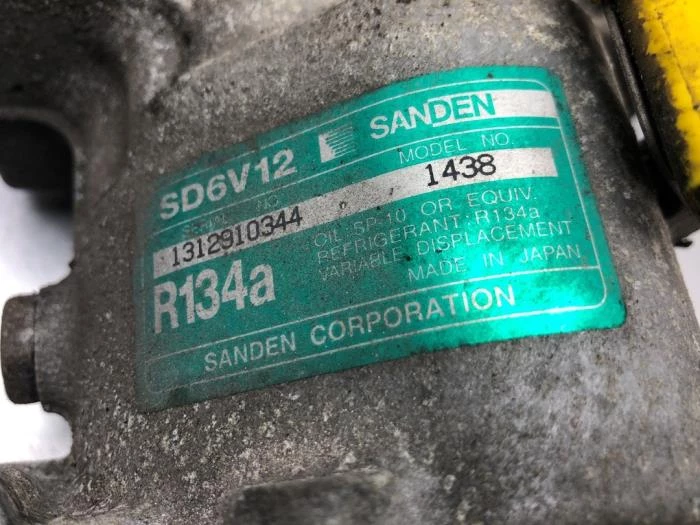 SD6V12 SANDEN
SERIAL NO. MODEL NO.
1312910344 1438
R134a
OIL SP-10 OR EQUIV.
REFRIGERANT: R134a
VARIABLE DISPLACEMENT
MADE IN JAPAN
SANDEN CORPORATION